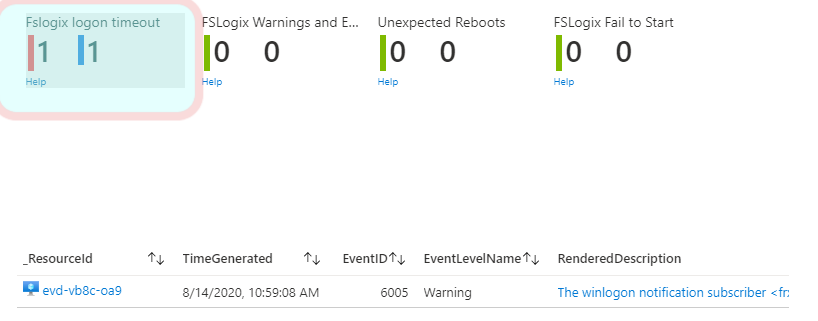 Fslogix logon timeout FSLogix Warnings and E... Unexpected Reboots FSLogix Fail to Start
1 1 0 0 0 0 0 0
Help Help Help Help
_ResourceId TimeGenerated EventID EventLevelName RenderedDescription
evd-vb8c-oa9 8/14/2020, 10:59:08 AM 6005 Warning The winlogon notification subscriber <frx